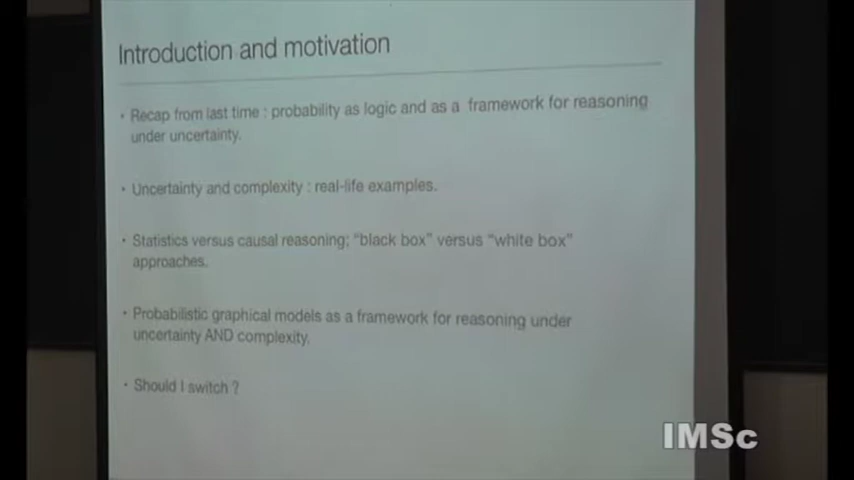 Introduction and motivation
• Recap from last time : probability as logic and as a framework for reasoning
under uncertainty.
• Uncertainty and complexity : real-life examples.
• Statistics versus causal reasoning; "black box" versus "white box"
approaches.
• Probabilistic graphical models as a framework for reasoning under
uncertainty AND complexity.
• Should I switch ?
IMSc